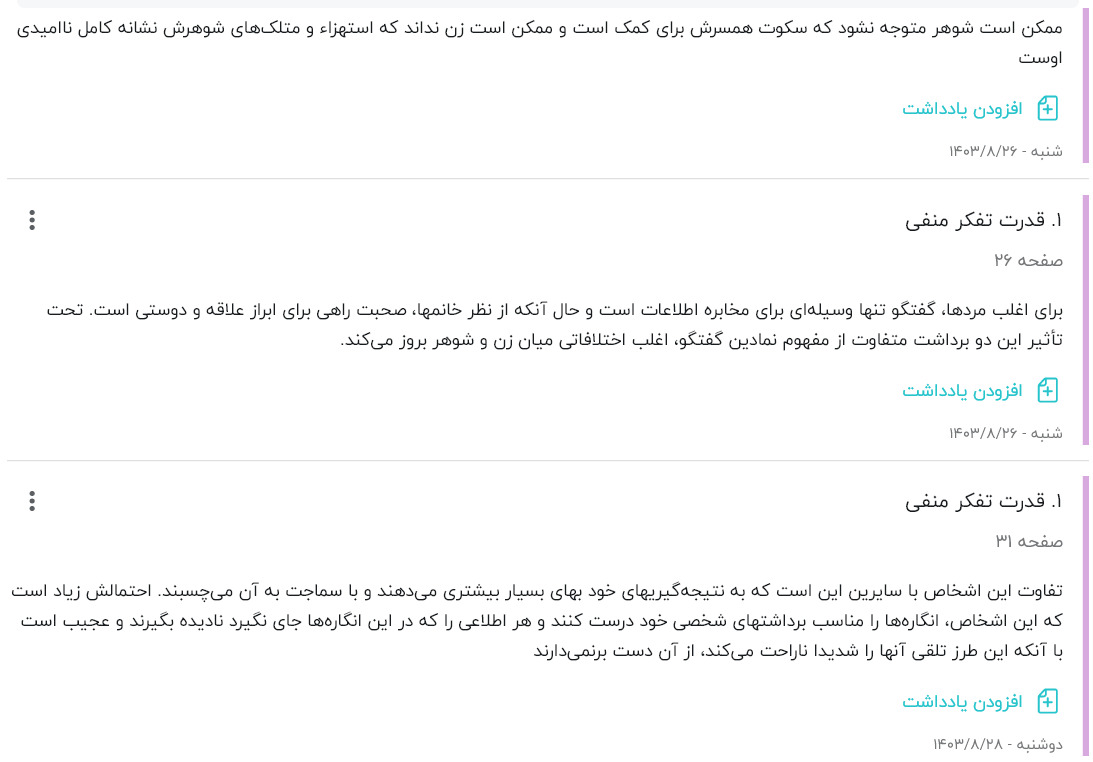 ممکن است شوهر متوجه نشود که سکوت همسرش برای کمک است و ممکن است زن نداند که استهزاء و متلک‌های شوهرش نشانه کامل ناامیدی
اوست
افزودن یادداشت
شنبه - ۱۴۰۳/۸/۲۶
۱. قدرت تفکر منفی
صفحه ۲۶
برای اغلب مردها، گفتگو تنها وسیله‌ای برای مخابره اطلاعات است و حال آنکه از نظر خانمها، صحبت راهی برای ابراز علاقه و دوستی است. تحت
تأثیر این دو برداشت متفاوت از مفهوم نمادین گفتگو، اغلب اختلافاتی میان زن و شوهر بروز می‌کند.
افزودن یادداشت
شنبه - ۱۴۰۳/۸/۲۶
۱. قدرت تفکر منفی
صفحه ۳۱
تفاوت این اشخاص با سایرین این است که به نتیجه‌گیریهای خود بهای بسیار بیشتری می‌دهند و با سماجت به آن می‌چسبند. احتمالش زیاد است
که این اشخاص، انگاره‌ها را مناسب برداشتهای شخصی خود درست کنند و هر اطلاعی را که در این انگاره‌ها جای نگیرد نادیده بگیرند و عجیب است
با آنکه این طرز تلقی آنها را شدیدا ناراحت می‌کند، از آن دست برنمی‌دارند
افزودن یادداشت
دوشنبه - ۱۴۰۳/۸/۲۸